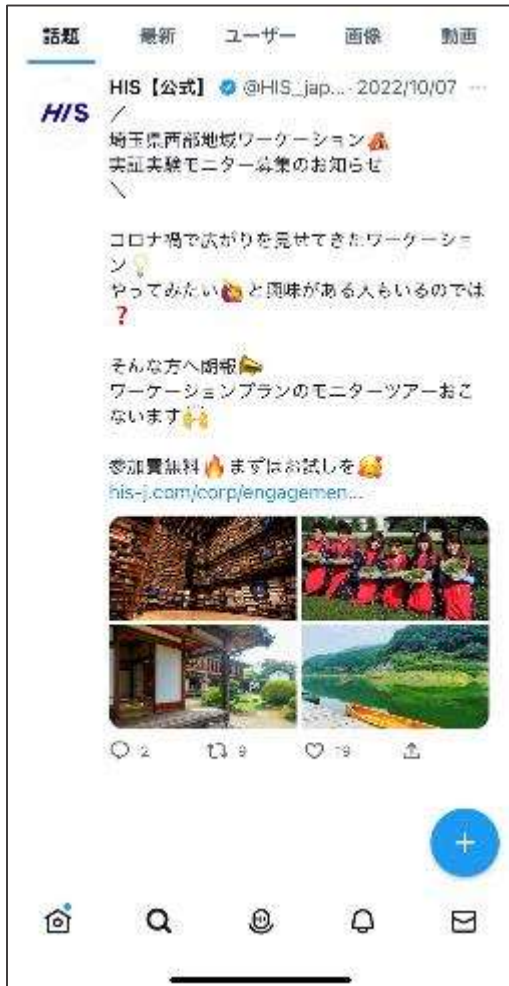 話題 最新 ユーザー 画像 動画
HIS【公式】 @HIS_jap... · 2022/10/07 ...
HIS
／
埼玉県西部地域ワーケーション🏕
実証実験モニター募集のお知らせ
＼
コロナ禍で広がりを見せてきたワーケーショ
ン💡
やってみたい🙋と興味がある人もいるのでは
❓
そんな方へ朗報📣
ワーケーションプランのモニターツアーおこ
ないます🙌
参加費無料🔥まずはお試しを🥰
his-j.com/corp/engagemen...
2 9 19